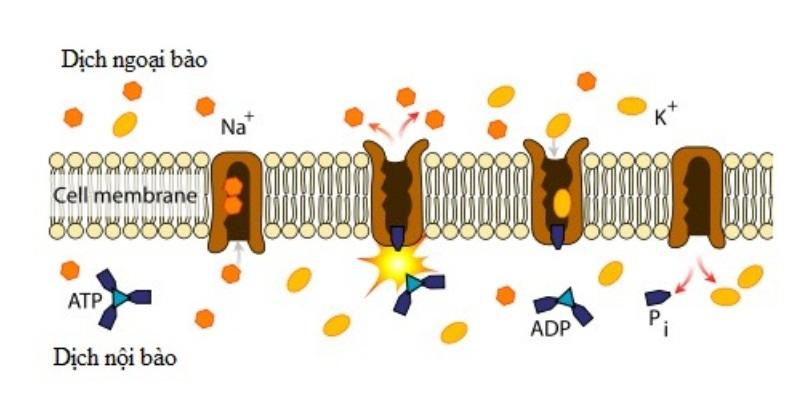 Dịch ngoại bào
Na+
K+
Cell membrane
ATP
ADP
Pi
Dịch nội bào